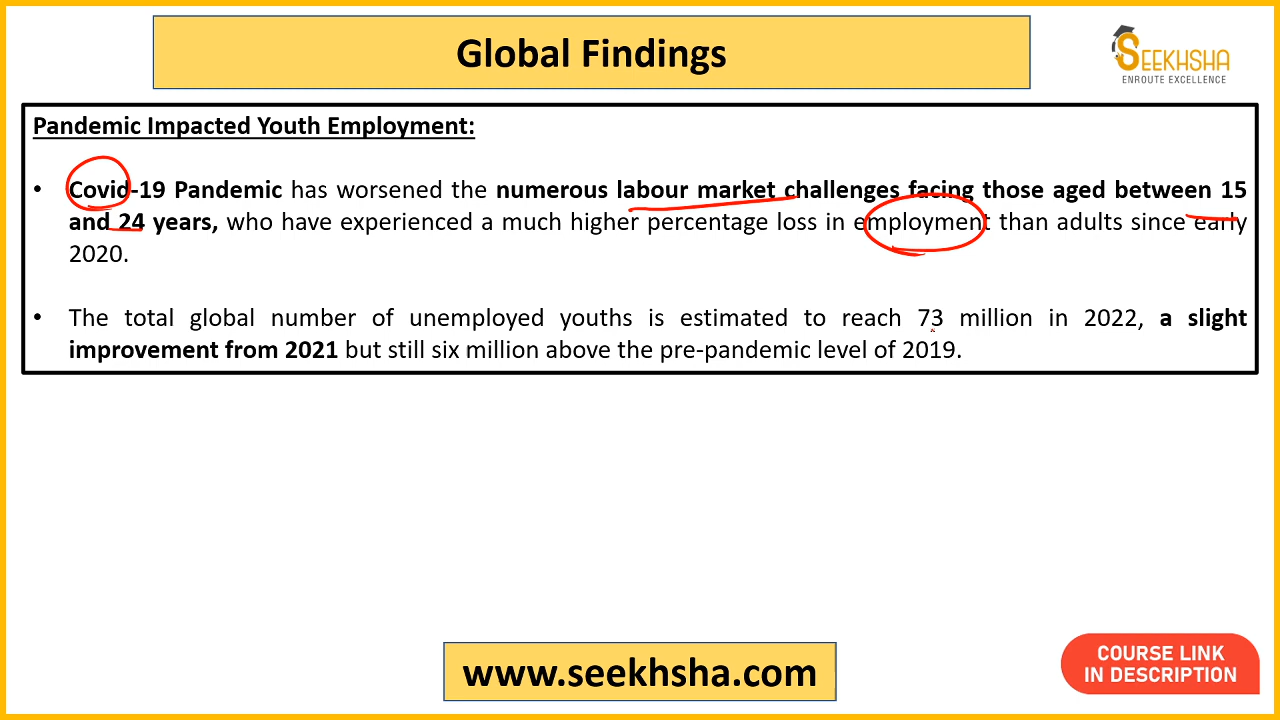 Global Findings
SEEKHSHA
ENROUTE EXCELLENCE
Pandemic Impacted Youth Employment:
• Covid-19 Pandemic has worsened the numerous labour market challenges facing those aged between 15
and 24 years, who have experienced a much higher percentage loss in employment than adults since early
2020.
• The total global number of unemployed youths is estimated to reach 73 million in 2022, a slight
improvement from 2021 but still six million above the pre-pandemic level of 2019.
www.seekhsha.com
COURSE LINK
IN DESCRIPTION